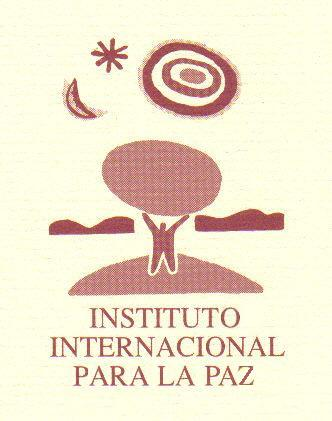 INSTITUTO
INTERNACIONAL
PARA LA PAZ